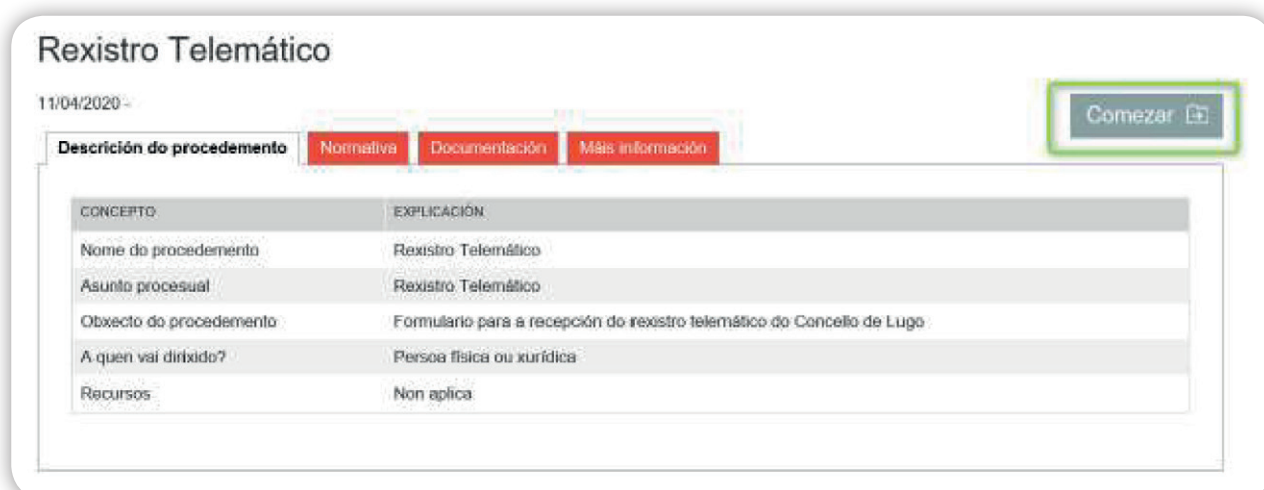 Rexistro Telemático
11/04/2020 -
Comezar
Descrición do procedemento Normativa Documentación Máis información
CONCEPTO EXPLICACIÓN
Nome do procedemento Rexistro Telemático
Asunto procesual Rexistro Telemático
Obxecto do procedemento Formulario para a recepción do rexistro telemático do Concello de Lugo
A quen vai dirixido? Persoa física ou xurídica
Recursos Non aplica